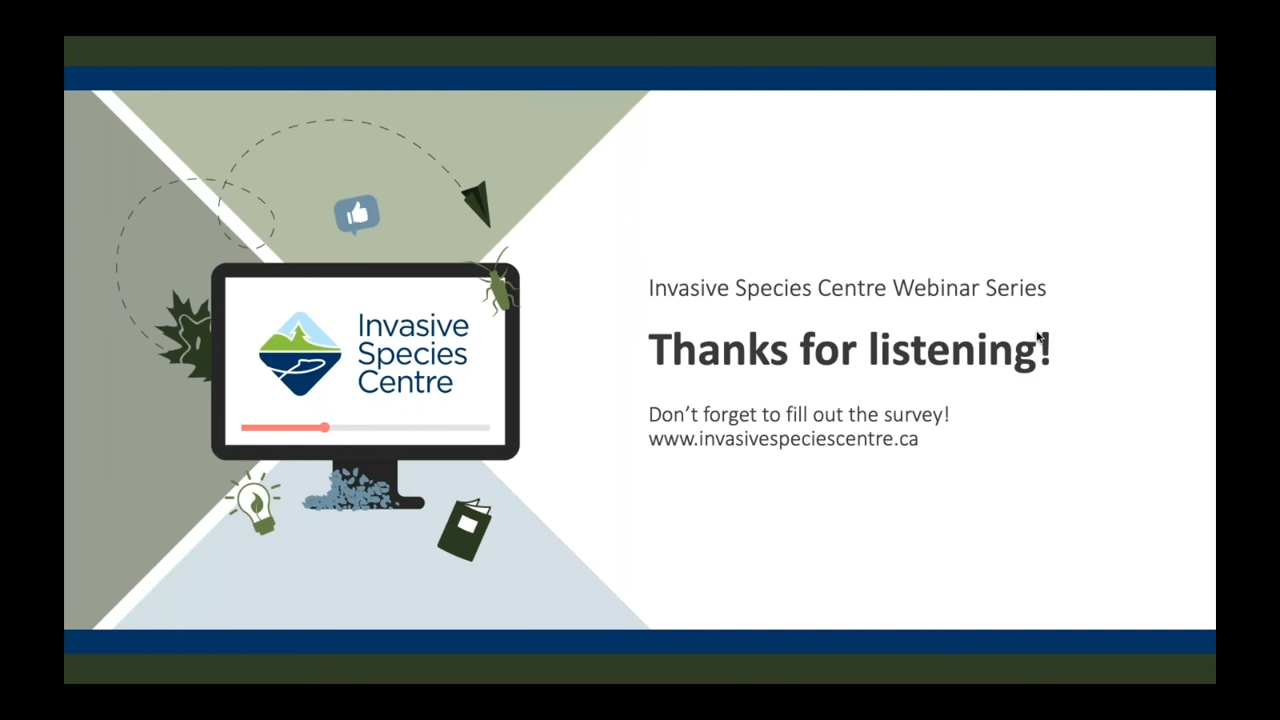 Invasive
Species
Centre
Invasive Species Centre Webinar Series
Thanks for listening!
Don’t forget to fill out the survey!
www.invasivespeciescentre.ca